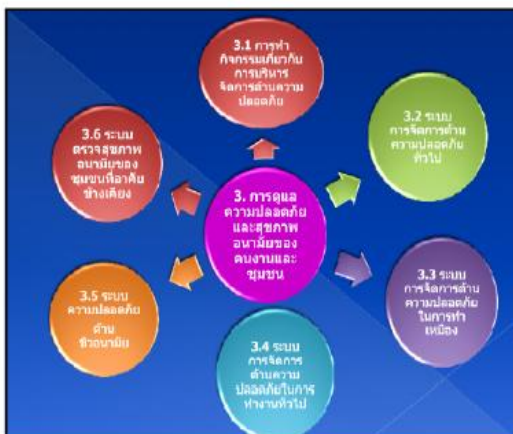 3.1 การทำ
กิจกรรมเกี่ยวกับ
การบริหาร
จัดการด้านความ
ปลอดภัย
3.2 ระบบ
การจัดการด้าน
ความปลอดภัย
ทั่วไป
3.3 ระบบ
การจัดการด้าน
ความปลอดภัย
ในการทำ
เหมือง
3.4 ระบบ
การจัดการ
ด้านความ
ปลอดภัยในการ
ทำงานทั่วไป
3.5 ระบบ
ความปลอดภัย
ด้าน
ชีวอนามัย
3.6 ระบบ
ตรวจสุขภาพ
อนามัยของ
ชุมชนที่อาศัย
ข้างเคียง
3. การดูแล
ความปลอดภัย
และสุขภาพ
อนามัยของ
คนงานและ
ชุมชน